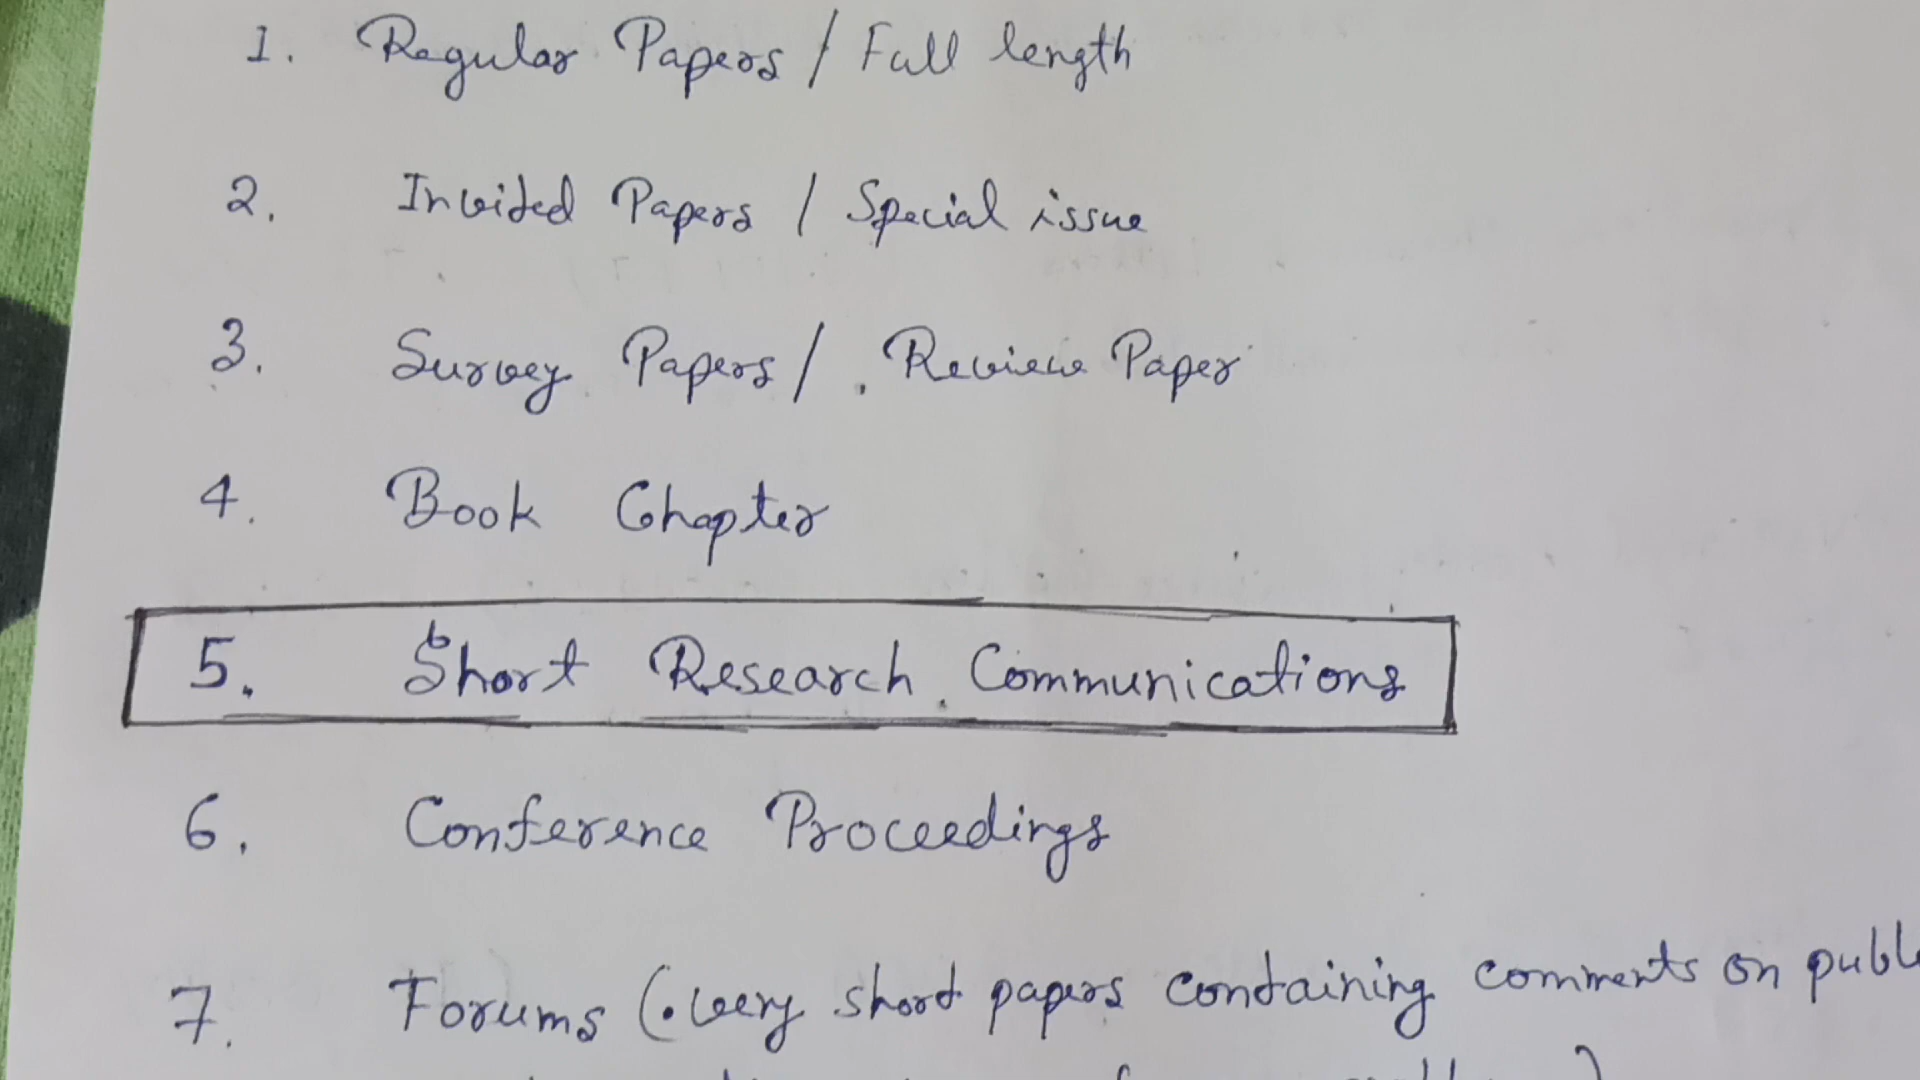 1. Regular Papers / Full length
2. Invited Papers / Special issue
3. Survey Papers / Review Paper
4. Book Chapter
5. Short Research Communications
6. Conference Proceedings
7. Forums (very short papers containing comments on publ